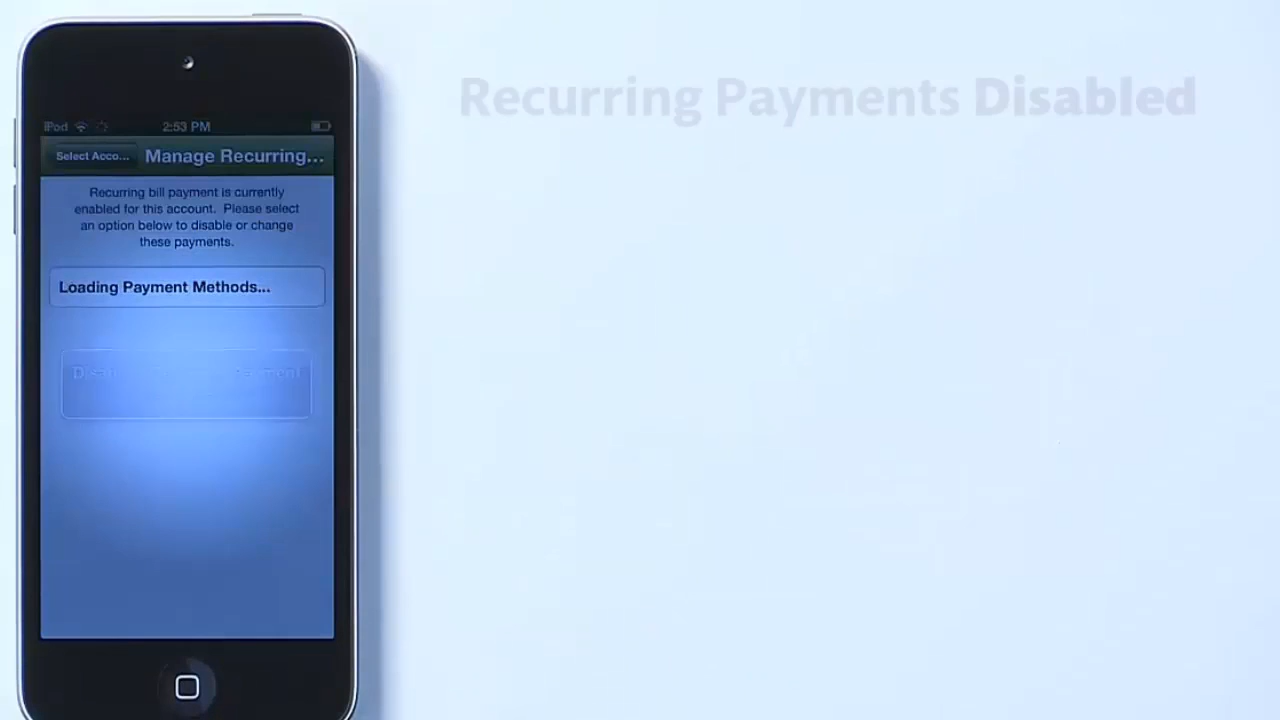 Recurring Payments Disabled
iPod
2:53 PM
Select Acco...
Manage Recurring...
Recurring bill payment is currently
enabled for this account. Please select
an option below to disable or change
these payments.
Loading Payment Methods...